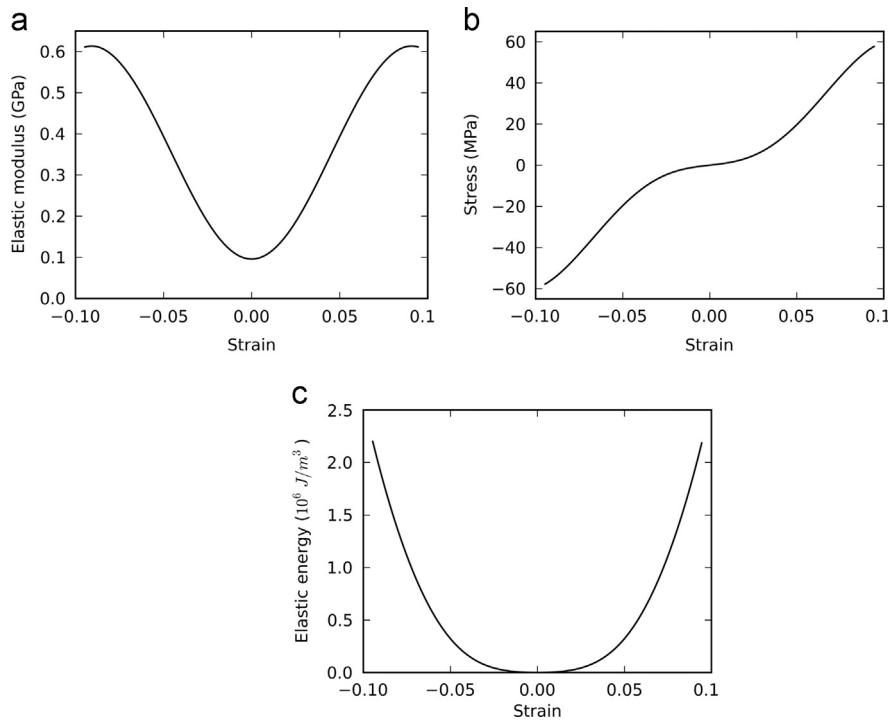 a
Elastic modulus (GPa)
0.6
0.5
0.4
0.3
0.2
0.1
0.0
−0.10 −0.05 0.00 0.05 0.1
Strain
b
Stress (MPa)
60
40
20
0
−20
−40
−60
−0.10 −0.05 0.00 0.05 0.1
Strain
c
Elastic energy (10⁶ J/m³ )
2.5
2.0
1.5
1.0
0.5
0.0
−0.10 −0.05 0.00 0.05 0.1
Strain